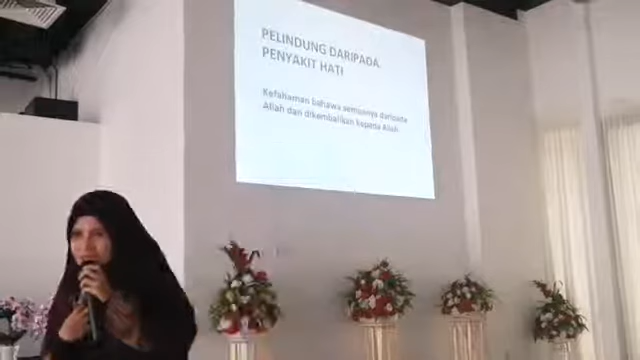 PELINDUNG DARIPADA
PENYAKIT HATI
Kefahaman bahawa semuanya daripada
Allah dan dikembalikan kepada Allah